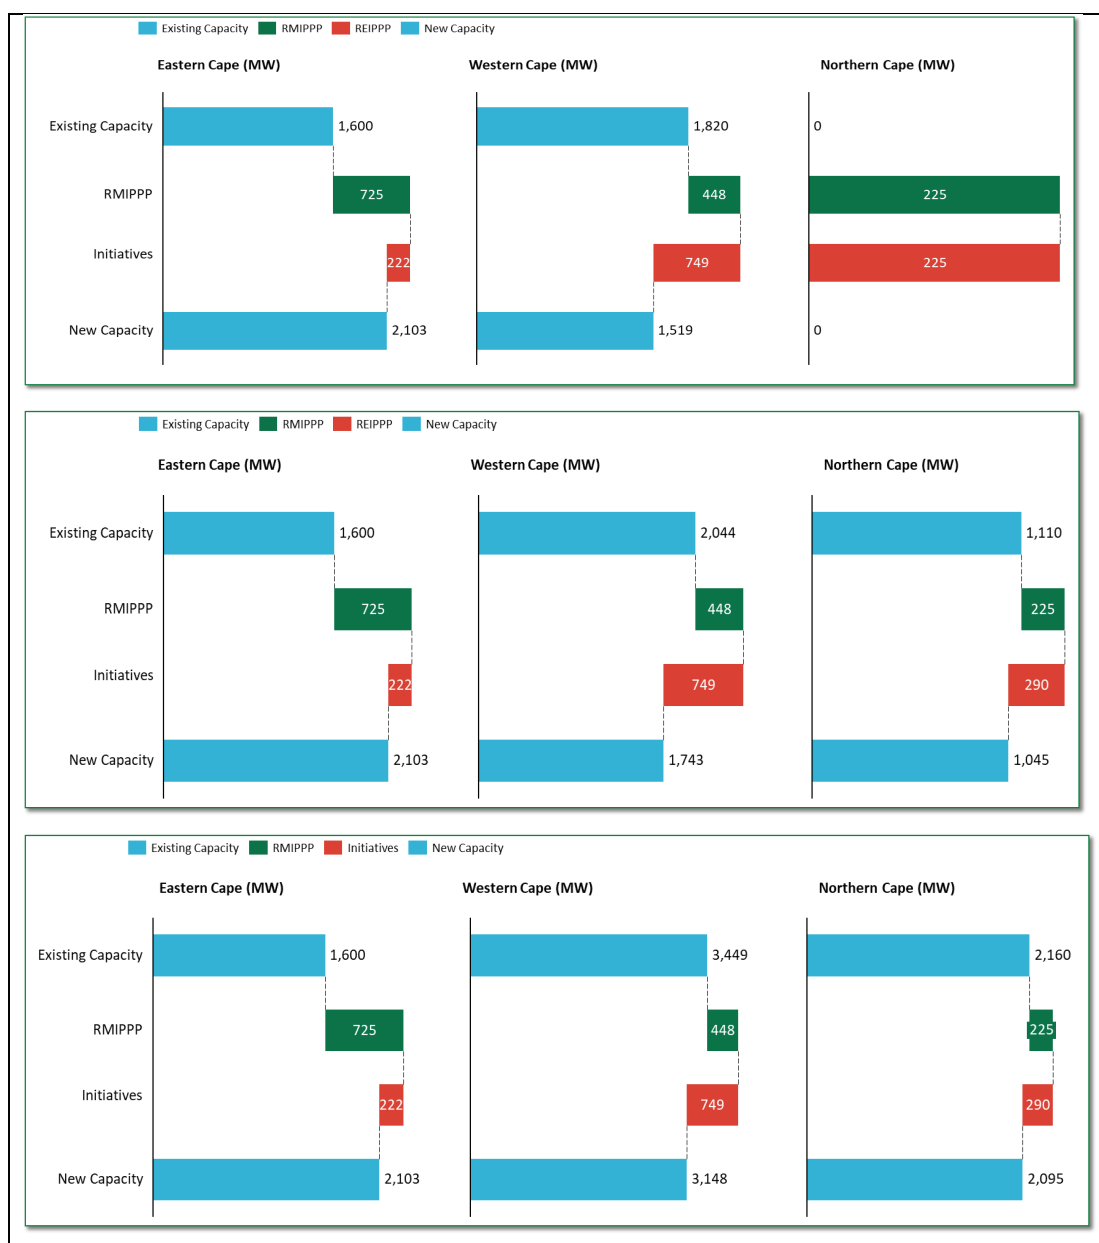 Existing Capacity RMIPPP REIPPP New Capacity
Eastern Cape (MW) Western Cape (MW) Northern Cape (MW)
Existing Capacity 1,600 1,820 0
RMIPPP 725 448 225
Initiatives 222 749 225
New Capacity 2,103 1,519 0
Existing Capacity RMIPPP REIPPP New Capacity
Eastern Cape (MW) Western Cape (MW) Northern Cape (MW)
Existing Capacity 1,600 2,044 1,110
RMIPPP 725 448 225
Initiatives 222 749 290
New Capacity 2,103 1,743 1,045
Existing Capacity RMIPPP Initiatives New Capacity
Eastern Cape (MW) Western Cape (MW) Northern Cape (MW)
Existing Capacity 1,600 3,449 2,160
RMIPPP 725 448 225
Initiatives 222 749 290
New Capacity 2,103 3,148 2,095